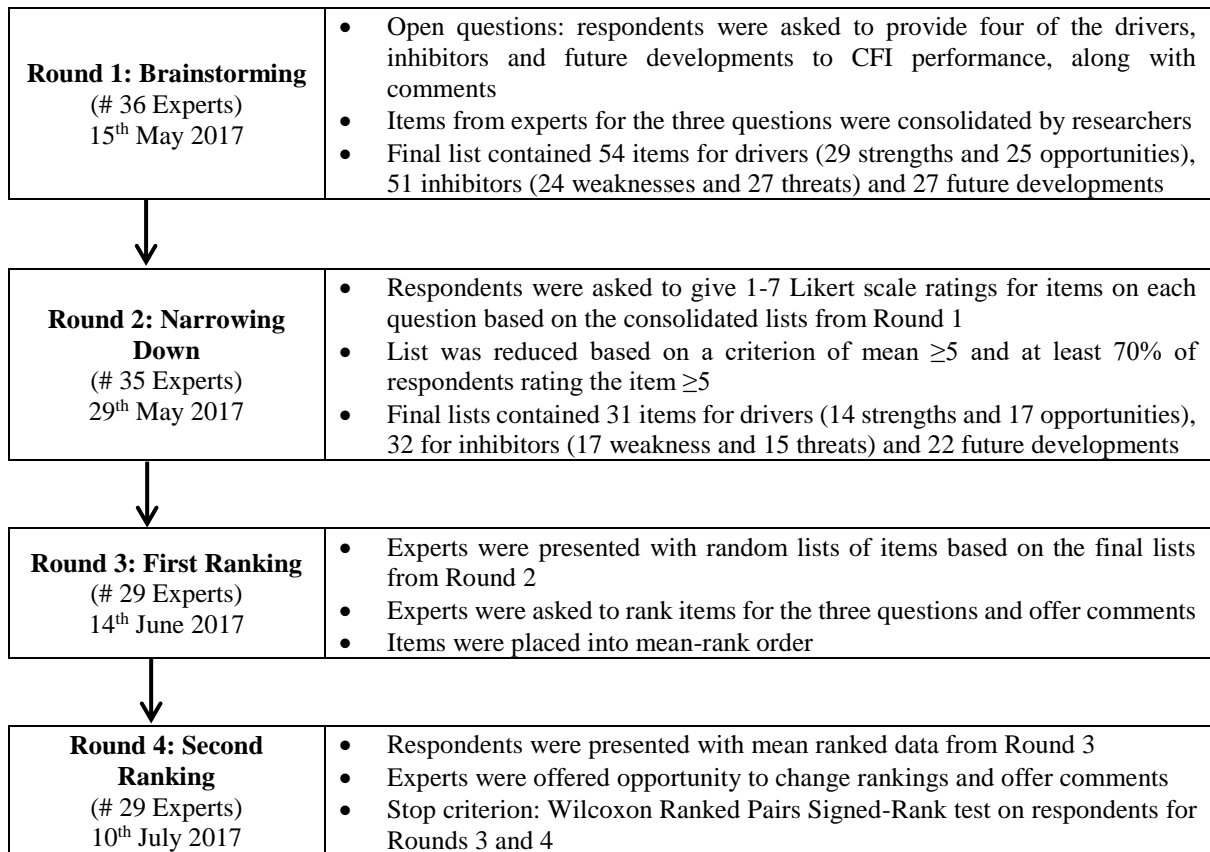 Round 1: Brainstorming
(# 36 Experts)
15th May 2017
• Open questions: respondents were asked to provide four of the drivers,
inhibitors and future developments to CFI performance, along with
comments
• Items from experts for the three questions were consolidated by researchers
• Final list contained 54 items for drivers (29 strengths and 25 opportunities),
51 inhibitors (24 weaknesses and 27 threats) and 27 future developments
Round 2: Narrowing
Down
(# 35 Experts)
29th May 2017
• Respondents were asked to give 1-7 Likert scale ratings for items on each
question based on the consolidated lists from Round 1
• List was reduced based on a criterion of mean ≥5 and at least 70% of
respondents rating the item ≥5
• Final lists contained 31 items for drivers (14 strengths and 17 opportunities),
32 for inhibitors (17 weakness and 15 threats) and 22 future developments
Round 3: First Ranking
(# 29 Experts)
14th June 2017
• Experts were presented with random lists of items based on the final lists
from Round 2
• Experts were asked to rank items for the three questions and offer comments
• Items were placed into mean-rank order
Round 4: Second
Ranking
(# 29 Experts)
10th July 2017
• Respondents were presented with mean ranked data from Round 3
• Experts were offered opportunity to change rankings and offer comments
• Stop criterion: Wilcoxon Ranked Pairs Signed-Rank test on respondents for
Rounds 3 and 4